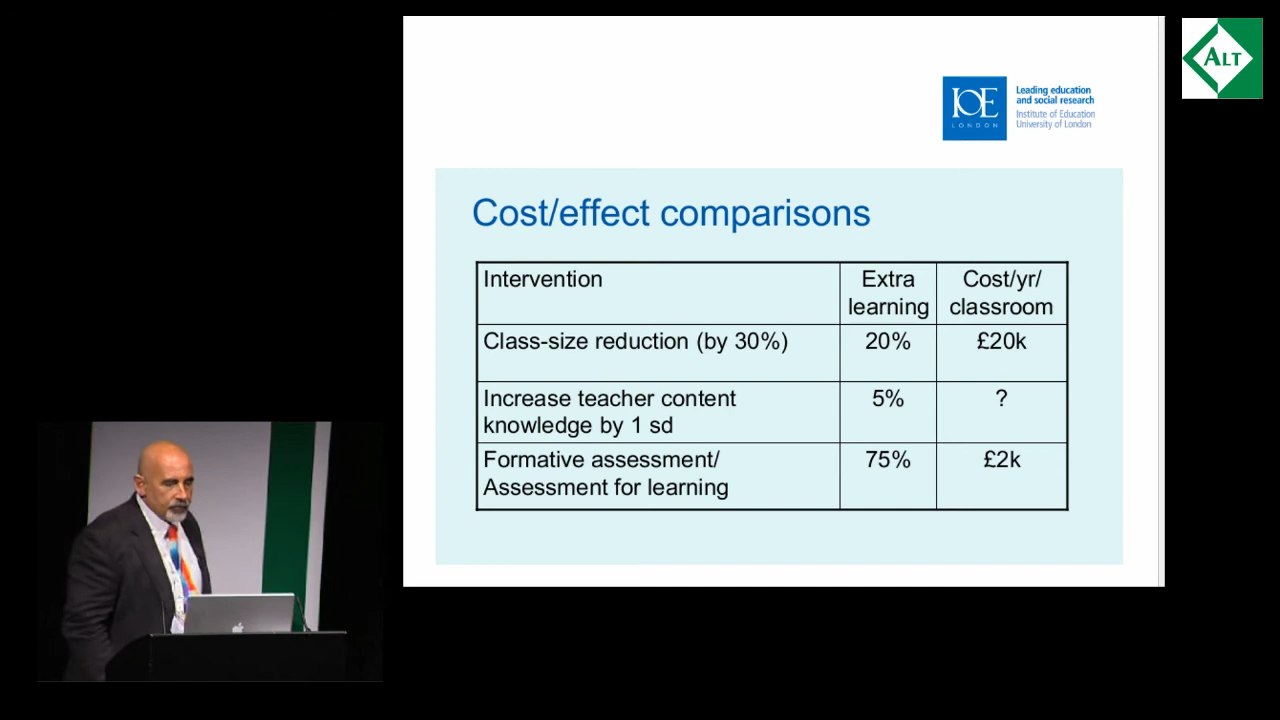 ALT
IOE
LONDON
Leading education
and social research
Institute of Education
University of London
Cost/effect comparisons
Intervention
Extra
learning
Cost/yr/
classroom
Class-size reduction (by 30%)
20%
£20k
Increase teacher content
knowledge by 1 sd
5%
?
Formative assessment/
Assessment for learning
75%
£2k